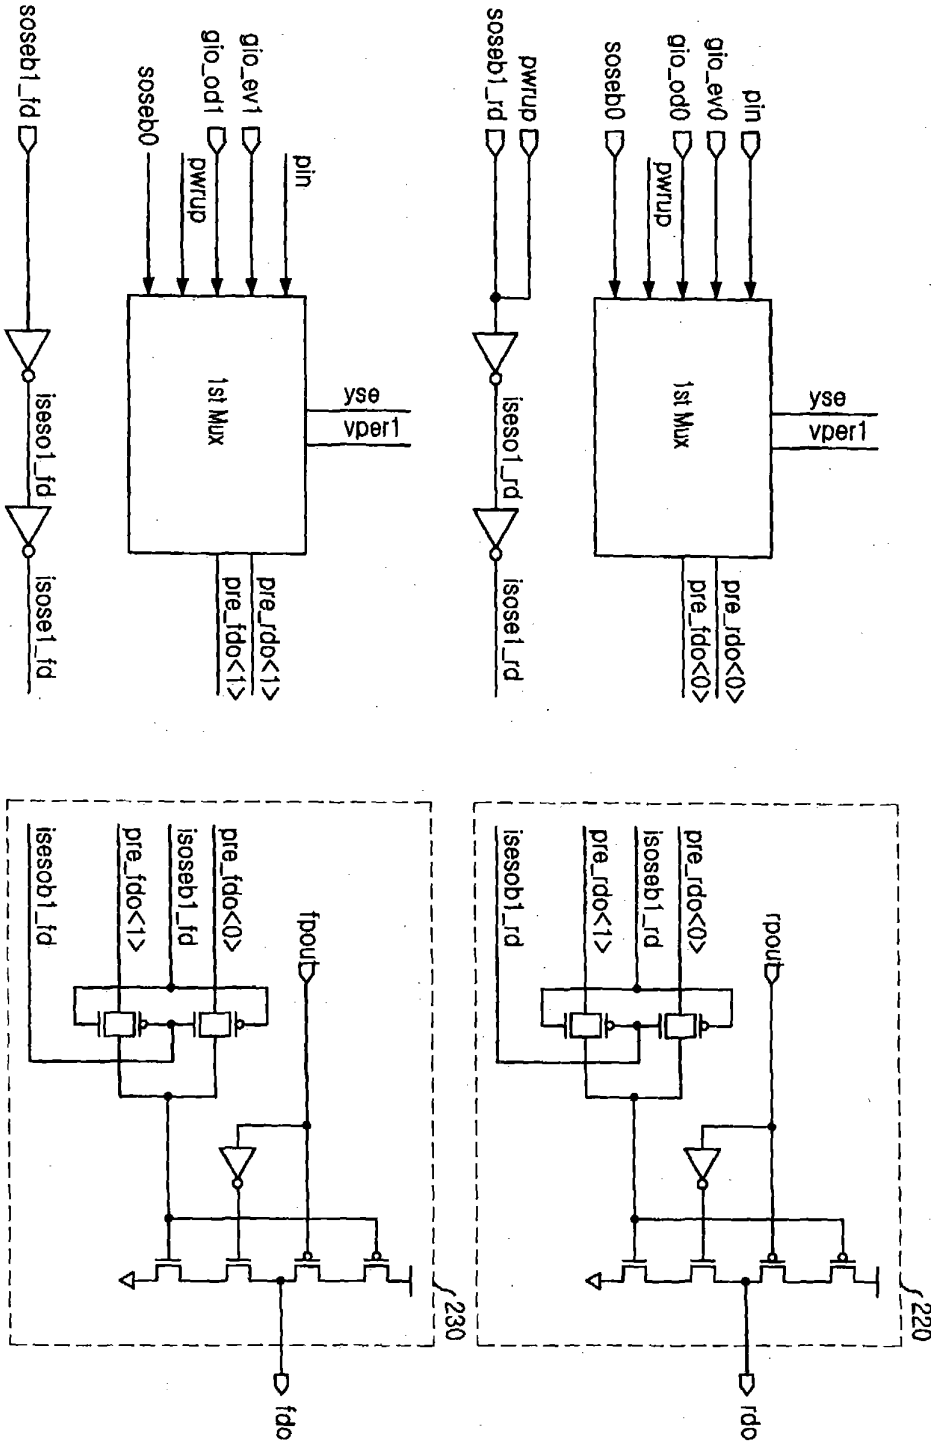 pin
gio_ev0
gio_od0
pwrup
soseb0
1st Mux
yse
vper1
pre_rdo<0>
pre_fdo<0>
pwrup
soseb1_rd
iseso1_rd
isose1_rd
pin
gio_ev1
gio_od1
pwrup
soseb0
1st Mux
yse
vper1
pre_rdo<1>
pre_fdo<1>
soseb1_fd
iseso1_fd
isose1_fd
rpout
pre_rdo<0>
isoseb1_rd
pre_rdo<1>
isesob1_rd
220
rdo
fpout
pre_fdo<0>
isoseb1_fd
pre_fdo<1>
isesob1_fd
230
fdo